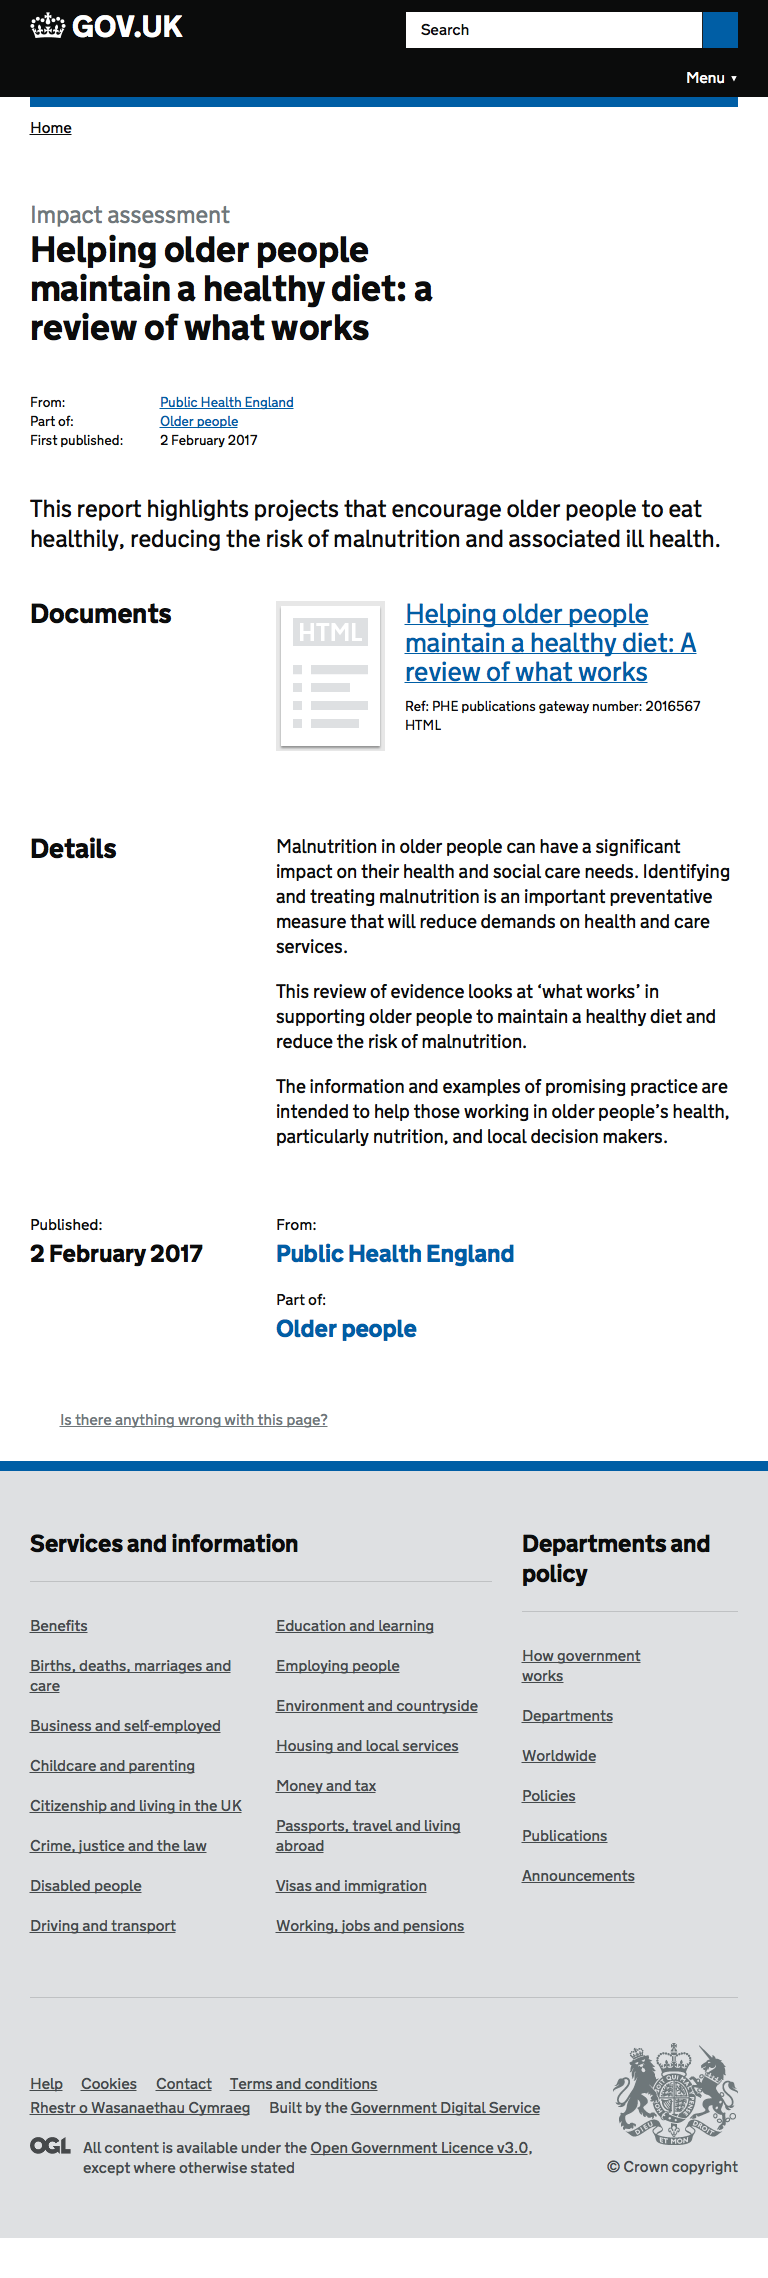 GOV.UK
Search
Menu ▼
Home
Impact assessment
Helping older people
maintain a healthy diet: a
review of what works
From: Public Health England
Part of: Older people
First published: 2 February 2017
This report highlights projects that encourage older people to eat
healthily, reducing the risk of malnutrition and associated ill health.
Documents
HTML
Helping older people
maintain a healthy diet: A
review of what works
Ref: PHE publications gateway number: 2016567
HTML
Details
Malnutrition in older people can have a significant
impact on their health and social care needs. Identifying
and treating malnutrition is an important preventative
measure that will reduce demands on health and care
services.
This review of evidence looks at ‘what works’ in
supporting older people to maintain a healthy diet and
reduce the risk of malnutrition.
The information and examples of promising practice are
intended to help those working in older people’s health,
particularly nutrition, and local decision makers.
Published:
2 February 2017
From:
Public Health England
Part of:
Older people
Is there anything wrong with this page?
Services and information
Benefits
Births, deaths, marriages and
care
Business and self-employed
Childcare and parenting
Citizenship and living in the UK
Crime, justice and the law
Disabled people
Driving and transport
Education and learning
Employing people
Environment and countryside
Housing and local services
Money and tax
Passports, travel and living
abroad
Visas and immigration
Working, jobs and pensions
Departments and
policy
How government
works
Departments
Worldwide
Policies
Publications
Announcements
Help Cookies Contact Terms and conditions
Rhestr o Wasanaethau Cymraeg Built by the Government Digital Service
OGL
All content is available under the Open Government Licence v3.0,
except where otherwise stated
DIEU ET MON DROIT
© Crown copyright